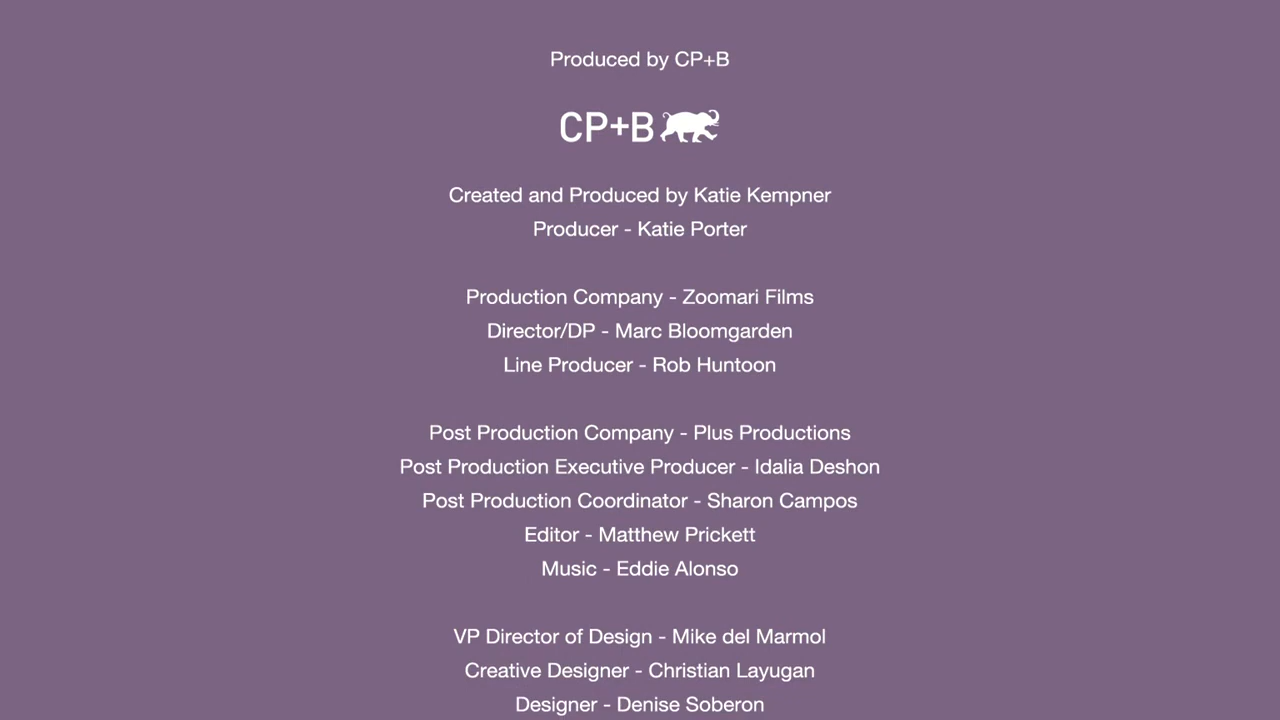 Produced by CP+B
CP+B
Created and Produced by Katie Kempner
Producer - Katie Porter
Production Company - Zoomari Films
Director/DP - Marc Bloomgarden
Line Producer - Rob Huntoon
Post Production Company - Plus Productions
Post Production Executive Producer - Idalia Deshon
Post Production Coordinator - Sharon Campos
Editor - Matthew Prickett
Music - Eddie Alonso
VP Director of Design - Mike del Marmol
Creative Designer - Christian Layugan
Designer - Denise Soberon